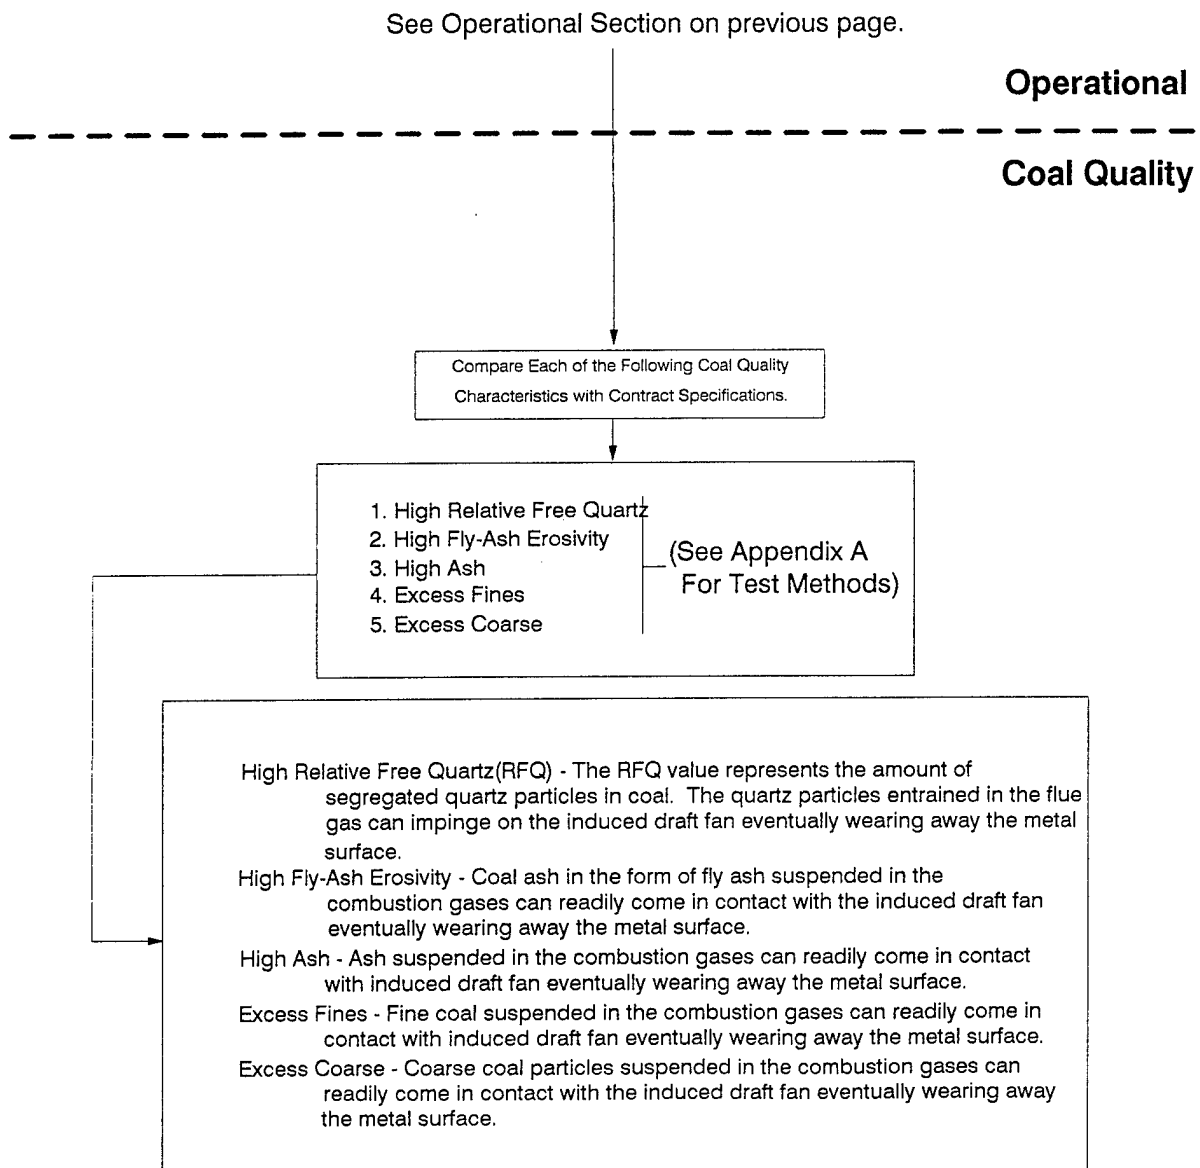 See Operational Section on previous page.
Operational
Coal Quality
Compare Each of the Following Coal Quality
Characteristics with Contract Specifications.
1. High Relative Free Quartz
2. High Fly-Ash Erosivity
3. High Ash
4. Excess Fines
5. Excess Coarse
(See Appendix A
For Test Methods)
High Relative Free Quartz(RFQ) - The RFQ value represents the amount of
segregated quartz particles in coal. The quartz particles entrained in the flue
gas can impinge on the induced draft fan eventually wearing away the metal
surface.
High Fly-Ash Erosivity - Coal ash in the form of fly ash suspended in the
combustion gases can readily come in contact with the induced draft fan
eventually wearing away the metal surface.
High Ash - Ash suspended in the combustion gases can readily come in contact
with induced draft fan eventually wearing away the metal surface.
Excess Fines - Fine coal suspended in the combustion gases can readily come in
contact with induced draft fan eventually wearing away the metal surface.
Excess Coarse - Coarse coal particles suspended in the combustion gases can
readily come in contact with the induced draft fan eventually wearing away
the metal surface.